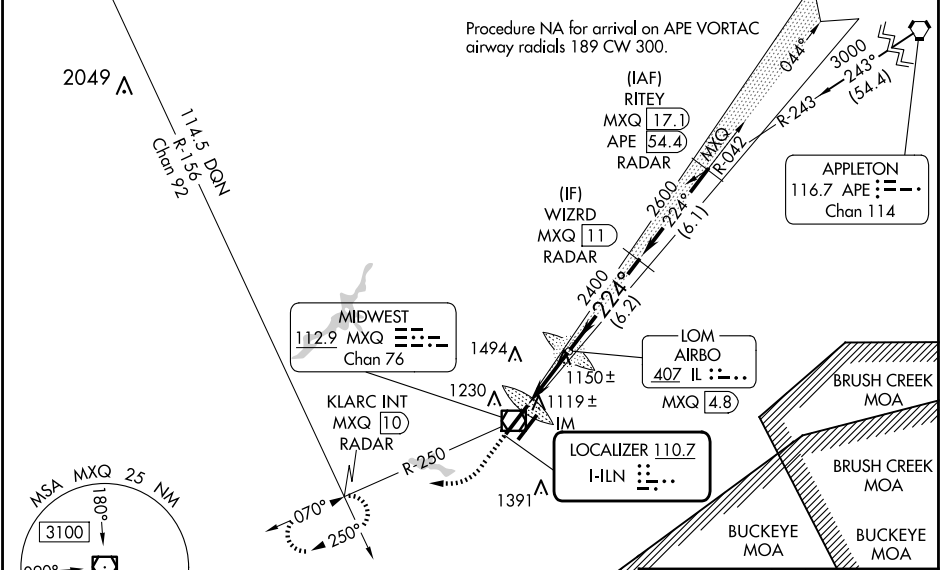 Procedure NA for arrival on APE VORTAC
airway radials 189 CW 300.
2049
114.5 DQN
R-156
Chan 92
(IAF)
RITEY
MXQ 17.1
APE 54.4
RADAR
044°
3000
243°
(54.4)
R-243
MXQ
R-042
APPLETON
116.7 APE
Chan 114
2600
224°
(6.1)
(IF)
WIZRD
MXQ 11
RADAR
2400
224°
(6.2)
MIDWEST
112.9 MXQ
Chan 76
1494
1150 ±
LOM
AIRBO
407 IL
MXQ 4.8
1230
1119 ±
IM
KLARC INT
MXQ 10
RADAR
R-250
LOCALIZER 110.7
I-ILN
1391
070°
250°
BRUSH CREEK
MOA
BRUSH CREEK
MOA
BUCKEYE
MOA
BUCKEYE
MOA
MSA MXQ 25 NM
180°
3100
090°